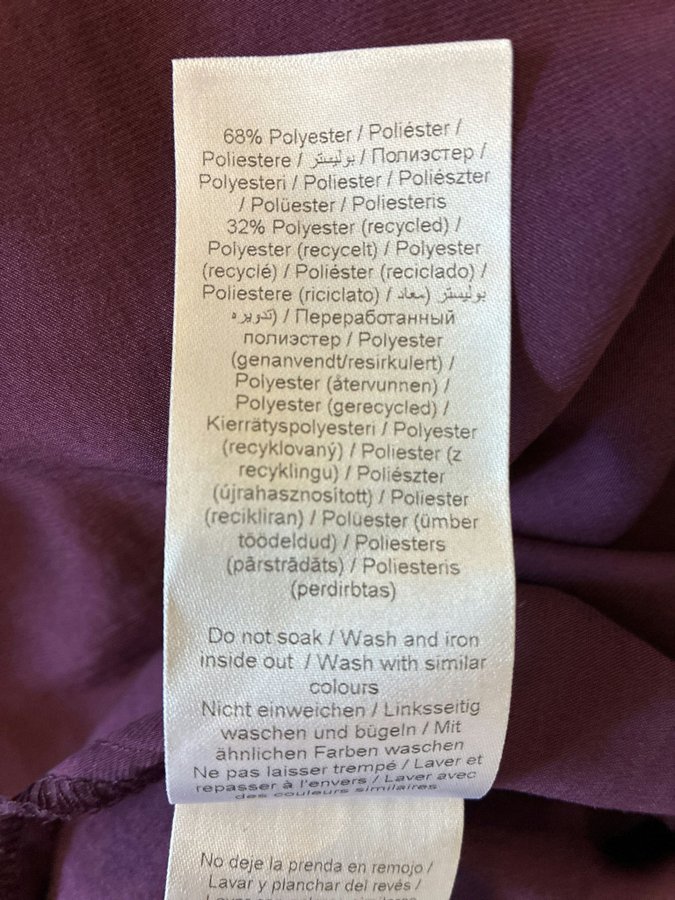 68% Polyester / Poliéster /
Poliestere / بوليستر / Полиэстер /
Polyesteri / Poliester / Poliészter
/ Polüester / Poliesteris
32% Polyester (recycled) /
Polyester (recycelt) / Polyester
(recyclé) / Poliéster (reciclado) /
Poliestere (riciclato) / بوليستر (معاد
تدويره) / Переработанный
полиэстер / Polyester
(genanvendt/resirkulert) /
Polyester (återvunnen) /
Polyester (gerecycled) /
Kierrätyspolyesteri / Polyester
(recyklovaný) / Poliester (z
recyklingu) / Poliészter
(újrahasznosított) / Poliester
(recikliran) / Polüester (ümber
töödeldud) / Poliesters
(pārstrādāts) / Poliesteris
(perdirbtas)
Do not soak / Wash and iron
inside out / Wash with similar
colours
Nicht einweichen / Linksseitig
waschen und bügeln / Mit
ähnlichen Farben waschen
Ne pas laisser trempé / Laver et
repasser à l'envers / Laver avec
des couleurs similaires
No deje la prenda en remojo /
Lavar y planchar del revés /